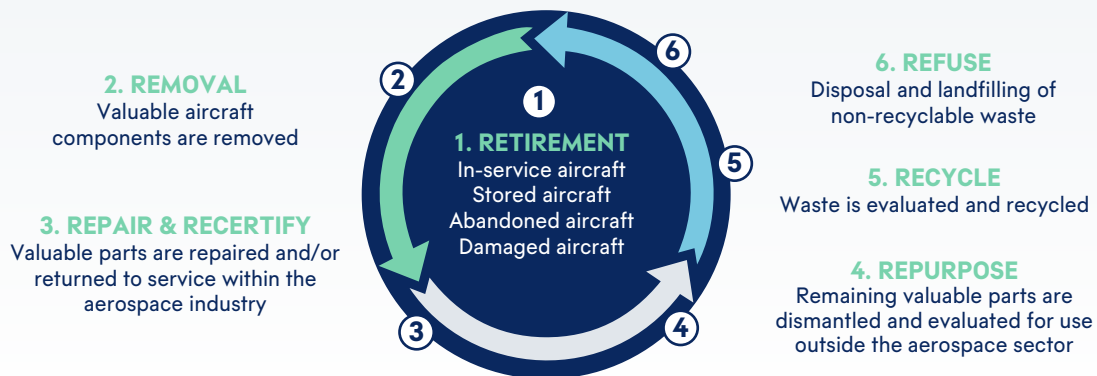 2. REMOVAL
Valuable aircraft
components are removed
3. REPAIR & RECERTIFY
Valuable parts are repaired and/or
returned to service within the
aerospace industry
2
6
1
1. RETIREMENT
In-service aircraft
Stored aircraft
Abandoned aircraft
Damaged aircraft
5
3
4
6. REFUSE
Disposal and landfilling of
non-recyclable waste
5. RECYCLE
Waste is evaluated and recycled
4. REPURPOSE
Remaining valuable parts are
dismantled and evaluated for use
outside the aerospace sector